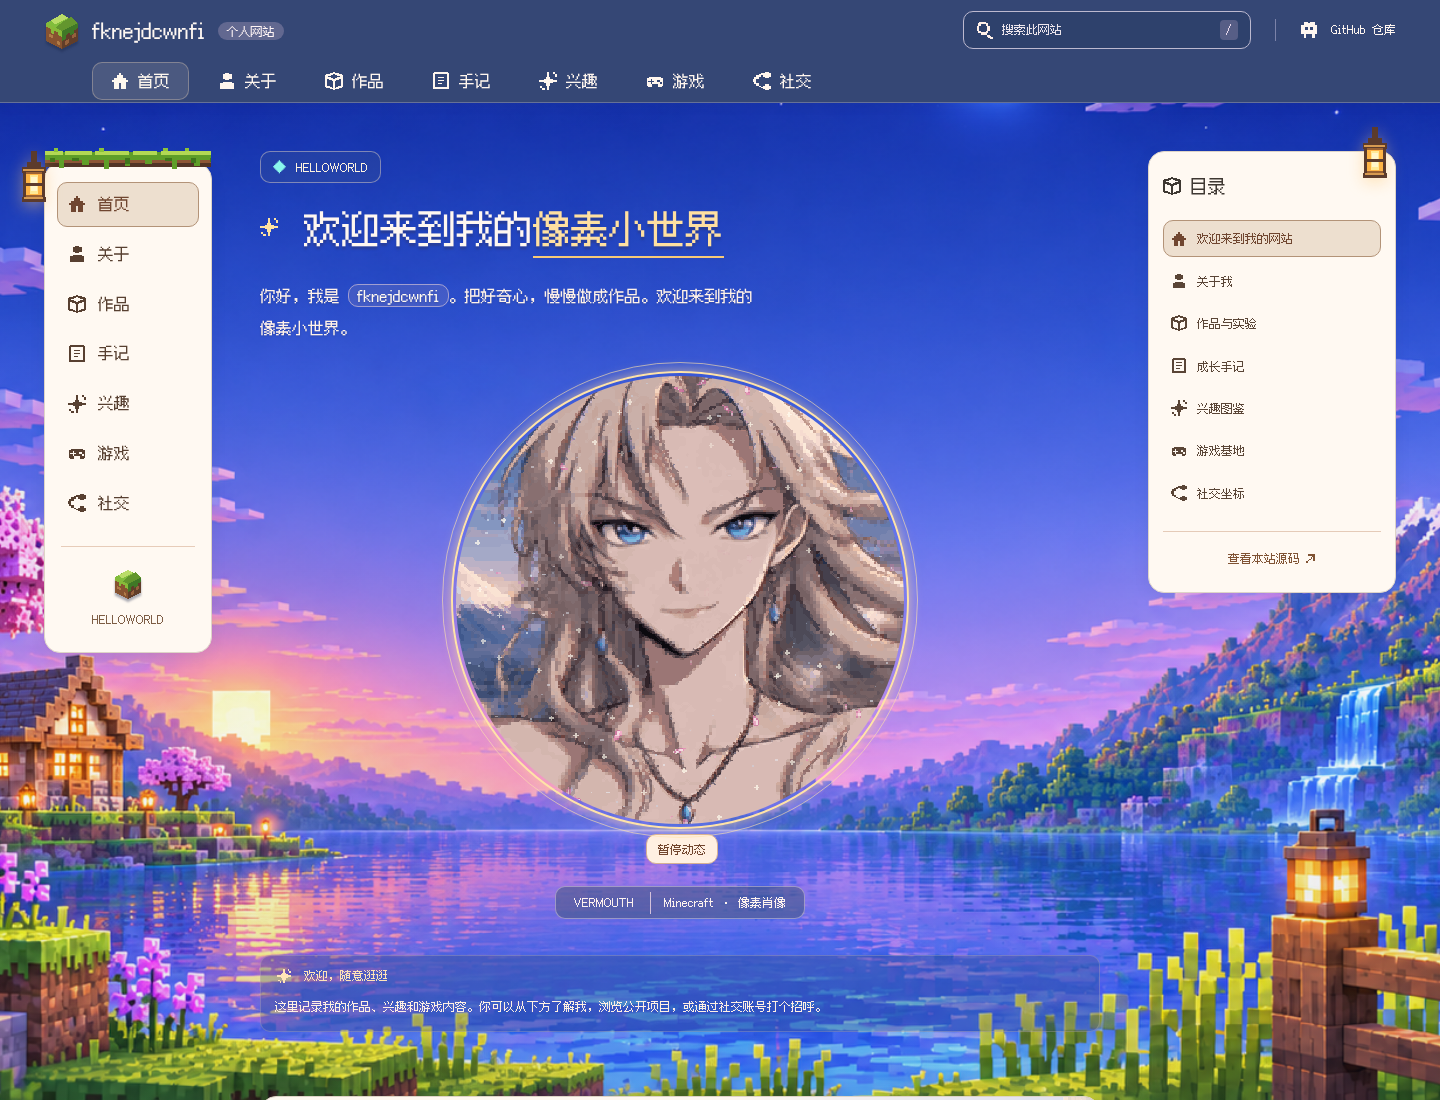 fknejdcwnfi 个人网站
搜索此网站 /
GitHub 仓库
首页 关于 作品 手记 兴趣 游戏 社交
首页
关于
作品
手记
兴趣
游戏
社交
HELLOWORLD
HELLOWORLD
欢迎来到我的像素小世界
你好，我是 fknejdcwnfi。把好奇心，慢慢做成作品。欢迎来到我的
像素小世界。
暂停动态
VERMOUTH Minecraft · 像素肖像
欢迎，随意逛逛
这里记录我的作品、兴趣和游戏内容。你可以从下方了解我，浏览公开项目，或通过社交账号打个招呼。
目录
欢迎来到我的网站
关于我
作品与实验
成长手记
兴趣图鉴
游戏基地
社交坐标
查看本站源码